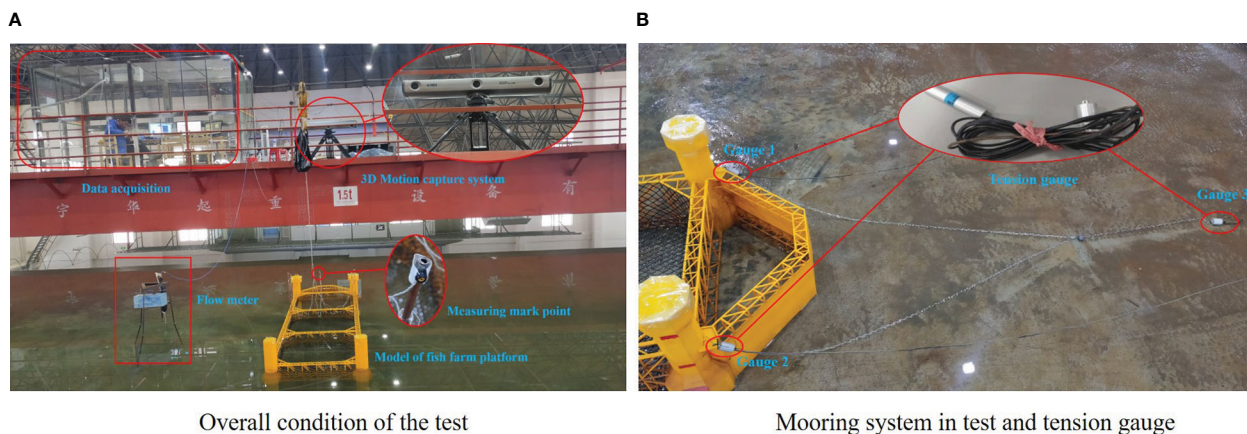 A
B
Data acquisition
3D Motion capture system
1.5t
宇 华 起 重 设 备 有
Flow meter
Measuring mark point
Model of fish farm platform
Gauge 1
Tension gauge
Gauge 3
Gauge 2
Overall condition of the test
Mooring system in test and tension gauge